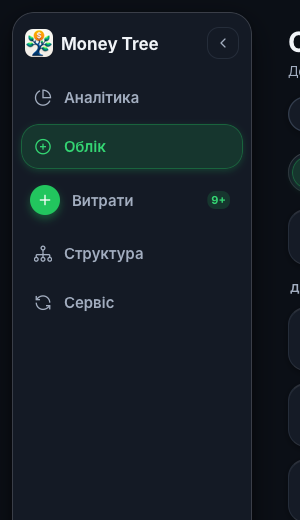 Money Tree
Аналітика
Облік
Витрати 9+
Структура
Сервіс